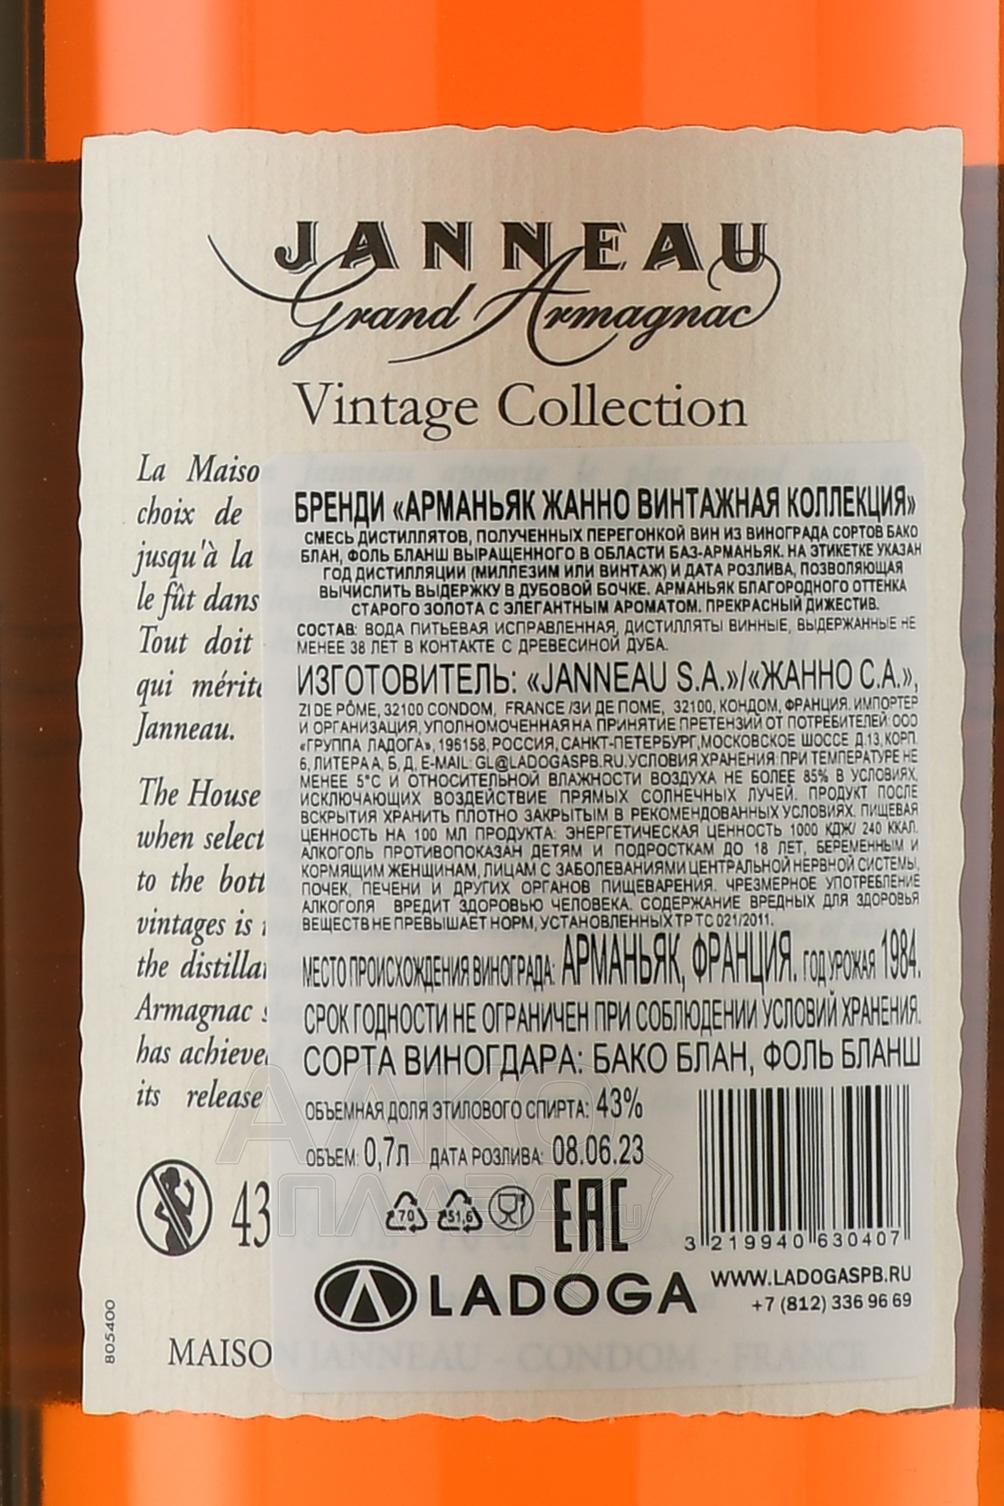 JANNEAU
Grand Armagnac
Vintage Collection
La Maison Janneau apporte le plus grand
choix de
jusqu'à la
le fût dans
Tout doit
qui mérite
Janneau.
The House
when select
to the bott
vintages is
the distilla
Armagnac
has achieve
its release
43
MAISON JANNEAU - CONDOM - FRANCE
805400
БРЕНДИ «АРМАНЬЯК ЖАННО ВИНТАЖНАЯ КОЛЛЕКЦИЯ»
СМЕСЬ ДИСТИЛЛЯТОВ, ПОЛУЧЕННЫХ ПЕРЕГОНКОЙ ВИН ИЗ ВИНОГРАДА СОРТОВ БАКО
БЛАН, ФОЛЬ БЛАНШ ВЫРАЩЕННОГО В ОБЛАСТИ БАЗ-АРМАНЬЯК. НА ЭТИКЕТКЕ УКАЗАН
ГОД ДИСТИЛЛЯЦИИ (МИЛЛЕЗИМ ИЛИ ВИНТАЖ) И ДАТА РОЗЛИВА, ПОЗВОЛЯЮЩАЯ
ВЫЧИСЛИТЬ ВЫДЕРЖКУ В ДУБОВОЙ БОЧКЕ. АРМАНЬЯК БЛАГОРОДНОГО ОТТЕНКА
СТАРОГО ЗОЛОТА С ЭЛЕГАНТНЫМ АРОМАТОМ. ПРЕКРАСНЫЙ ДИЖЕСТИВ.
СОСТАВ: ВОДА ПИТЬЕВАЯ ИСПРАВЛЕННАЯ, ДИСТИЛЛЯТЫ ВИННЫЕ, ВЫДЕРЖАННЫЕ НЕ
МЕНЕЕ 38 ЛЕТ В КОНТАКТЕ С ДРЕВЕСИНОЙ ДУБА.
ИЗГОТОВИТЕЛЬ: «JANNEAU S.A.»/«ЖАННО С.А.»,
ZI DE PÔME, 32100 CONDOM, FRANCE /ЗИ ДЕ ПОМЕ, 32100, КОНДОМ, ФРАНЦИЯ. ИМПОРТЕР
И ОРГАНИЗАЦИЯ, УПОЛНОМОЧЕННАЯ НА ПРИНЯТИЕ ПРЕТЕНЗИЙ ОТ ПОТРЕБИТЕЛЕЙ: ООО
«ГРУППА ЛАДОГА», 196158, РОССИЯ, САНКТ-ПЕТЕРБУРГ, МОСКОВСКОЕ ШОССЕ Д.13, КОРП.
6, ЛИТЕРА А, Б, Д, E-MAIL: GL@LADOGASPB.RU. УСЛОВИЯ ХРАНЕНИЯ: ПРИ ТЕМПЕРАТУРЕ НЕ
МЕНЕЕ 5°С И ОТНОСИТЕЛЬНОЙ ВЛАЖНОСТИ ВОЗДУХА НЕ БОЛЕЕ 85% В УСЛОВИЯХ,
ИСКЛЮЧАЮЩИХ ВОЗДЕЙСТВИЕ ПРЯМЫХ СОЛНЕЧНЫХ ЛУЧЕЙ. ПРОДУКТ ПОСЛЕ
ВСКРЫТИЯ ХРАНИТЬ ПЛОТНО ЗАКРЫТЫМ В РЕКОМЕНДОВАННЫХ УСЛОВИЯХ. ПИЩЕВАЯ
ЦЕННОСТЬ НА 100 МЛ ПРОДУКТА: ЭНЕРГЕТИЧЕСКАЯ ЦЕННОСТЬ 1000 КДЖ/ 240 ККАЛ.
АЛКОГОЛЬ ПРОТИВОПОКАЗАН ДЕТЯМ И ПОДРОСТКАМ ДО 18 ЛЕТ, БЕРЕМЕННЫМ И
КОРМЯЩИМ ЖЕНЩИНАМ, ЛИЦАМ С ЗАБОЛЕВАНИЯМИ ЦЕНТРАЛЬНОЙ НЕРВНОЙ СИСТЕМЫ,
ПОЧЕК, ПЕЧЕНИ И ДРУГИХ ОРГАНОВ ПИЩЕВАРЕНИЯ. ЧРЕЗМЕРНОЕ УПОТРЕБЛЕНИЕ
АЛКОГОЛЯ ВРЕДИТ ЗДОРОВЬЮ ЧЕЛОВЕКА. СОДЕРЖАНИЕ ВРЕДНЫХ ДЛЯ ЗДОРОВЬЯ
ВЕЩЕСТВ НЕ ПРЕВЫШАЕТ НОРМ, УСТАНОВЛЕННЫХ ТР ТС 021/2011.
МЕСТО ПРОИСХОЖДЕНИЯ ВИНОГРАДА: АРМАНЬЯК, ФРАНЦИЯ. ГОД УРОЖАЯ 1984.
СРОК ГОДНОСТИ НЕ ОГРАНИЧЕН ПРИ СОБЛЮДЕНИИ УСЛОВИЙ ХРАНЕНИЯ.
СОРТА ВИНОГДАРА: БАКО БЛАН, ФОЛЬ БЛАНШ
ОБЪЕМНАЯ ДОЛЯ ЭТИЛОВОГО СПИРТА: 43%
ОБЪЕМ: 0,7л ДАТА РОЗЛИВА: 08.06.23
70 51,6 EAC
3 219940 630407
LADOGA
WWW.LADOGASPB.RU
+7 (812) 336 96 69
АЛКО
ПЛАЗА.ru